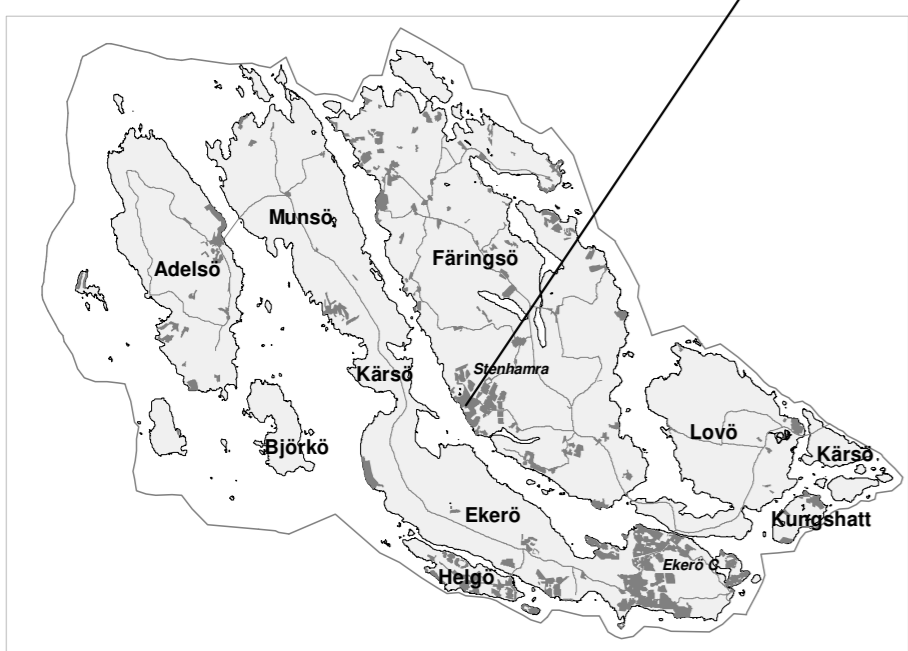 Munsö
Färingsö
Adelsö
Stenhamra
Kärsö
Lovö
Björkö
Kärsö
Ekerö
Kungshatt
Ekerö C
Helgö